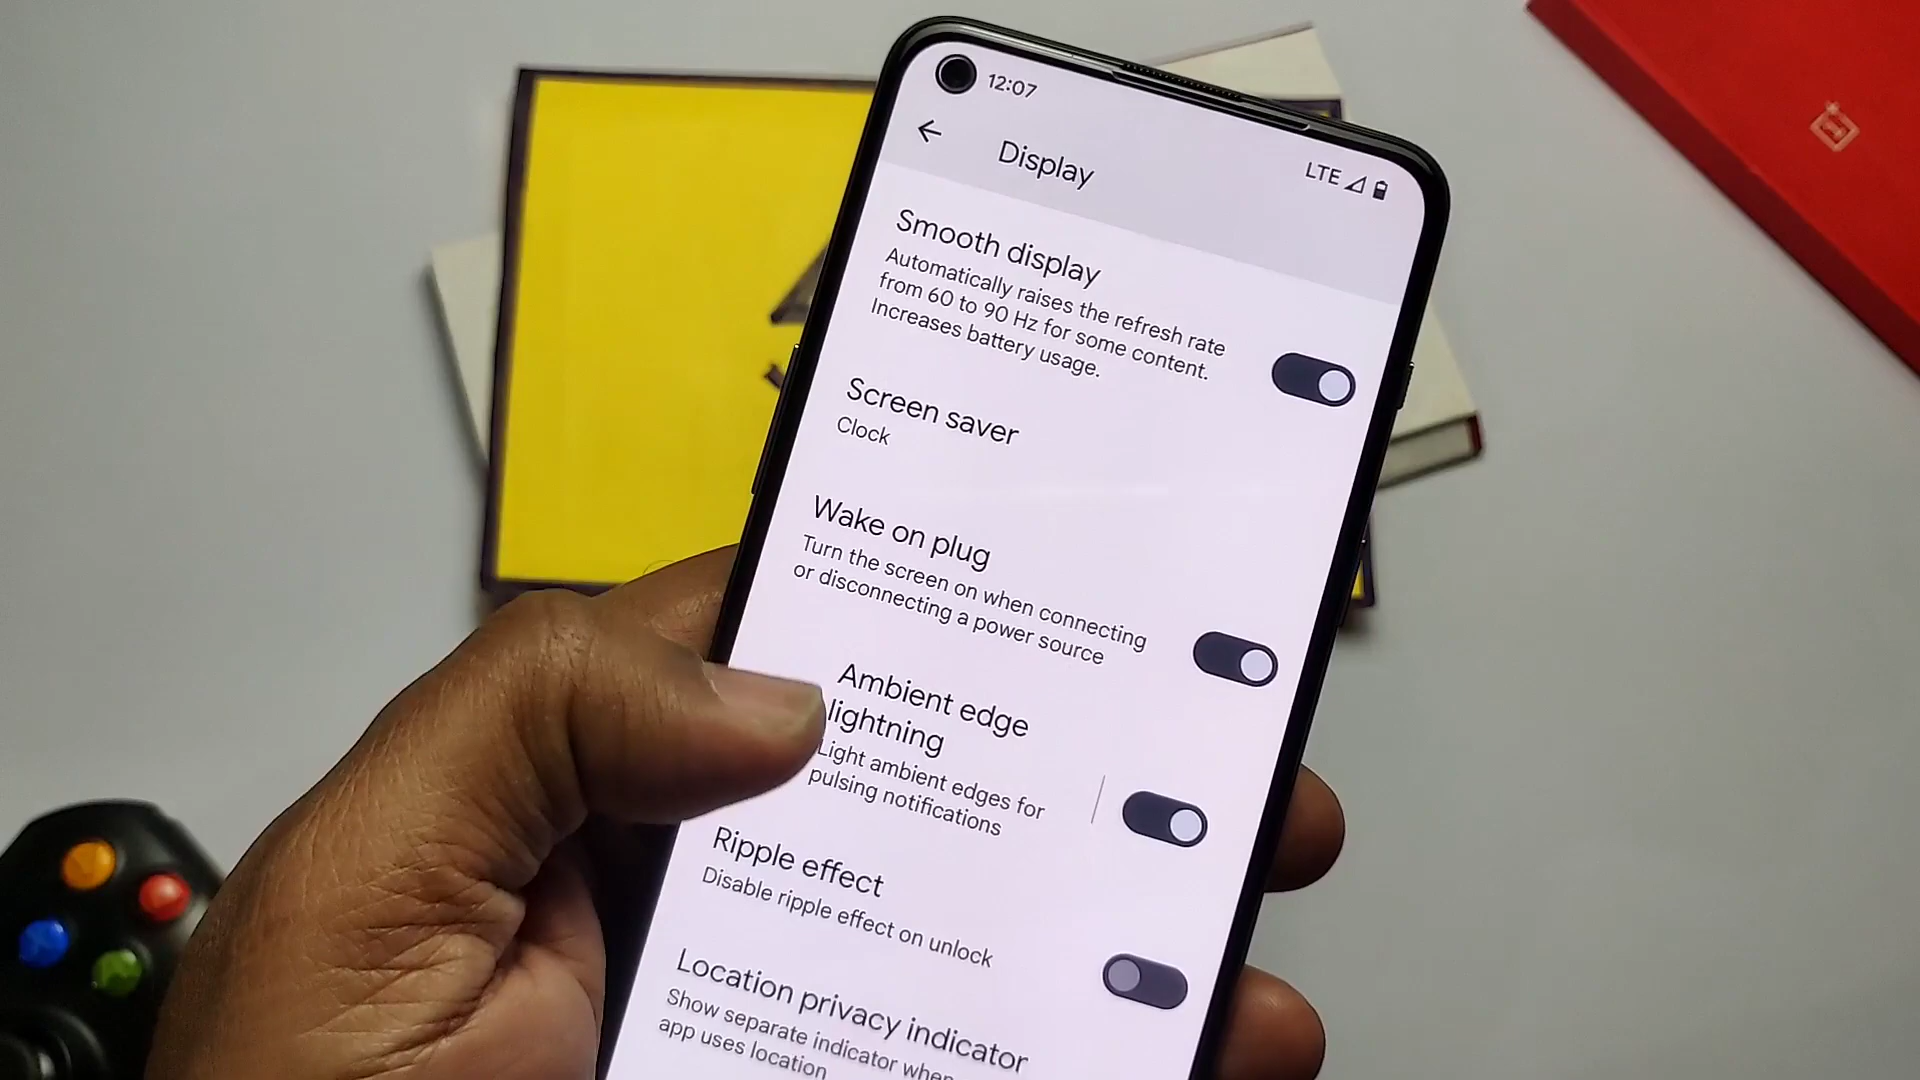 12:07
LTE
Display
Smooth display
Automatically raises the refresh rate
from 60 to 90 Hz for some content.
Increases battery usage.
Screen saver
Clock
Wake on plug
Turn the screen on when connecting
or disconnecting a power source
Ambient edge
lightning
Light ambient edges for
pulsing notifications
Ripple effect
Disable ripple effect on unlock
Location privacy indicator
Show separate indicator when
app uses location